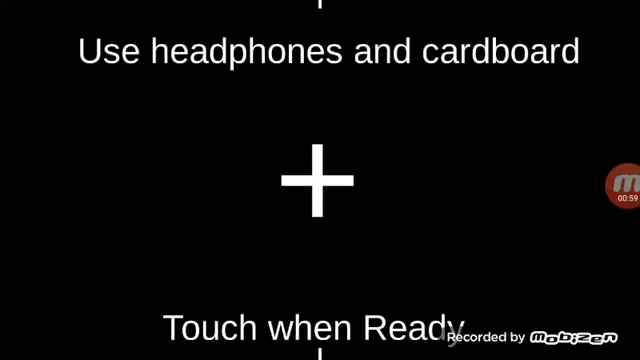 Use headphones and cardboard
00:59
Touch when Ready
Recorded by mobizen